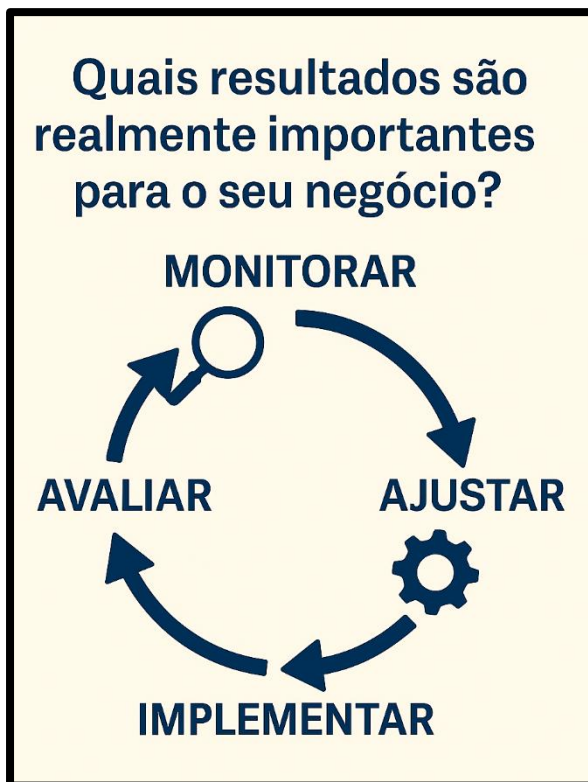 Quais resultados são
realmente importantes
para o seu negócio?
MONITORAR
AVALIAR
AJUSTAR
IMPLEMENTAR